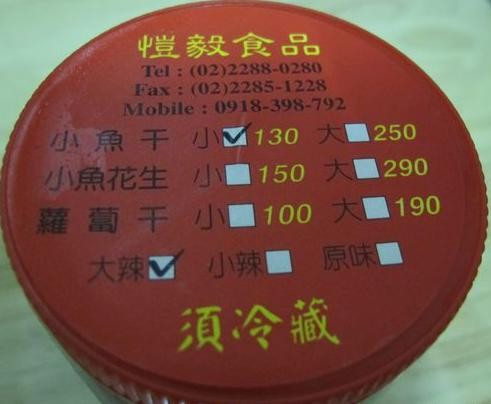 愷毅食品
Tel : (02)2288-0280
Fax : (02)2285-1228
Mobile : 0918-398-792
小魚干 小☑130 大☐250
小魚花生 小☐150 大☐290
蘿蔔干 小☐100 大☐190
大辣☑ 小辣☐ 原味☐
須冷藏